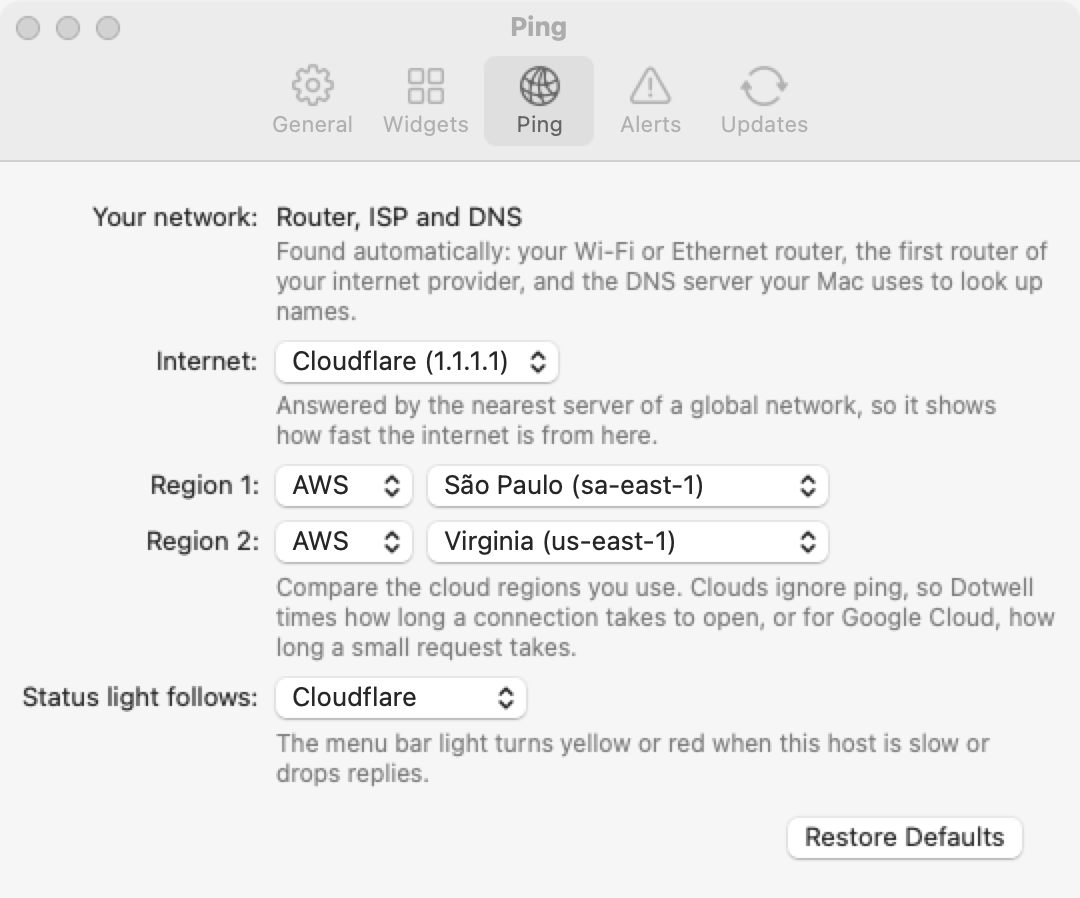 Ping
General
Widgets
Ping
Alerts
Updates
Your network: Router, ISP and DNS
Found automatically: your Wi-Fi or Ethernet router, the first router of
your internet provider, and the DNS server your Mac uses to look up
names.
Internet: Cloudflare (1.1.1.1)
Answered by the nearest server of a global network, so it shows
how fast the internet is from here.
Region 1: AWS São Paulo (sa-east-1)
Region 2: AWS Virginia (us-east-1)
Compare the cloud regions you use. Clouds ignore ping, so Dotwell
times how long a connection takes to open, or for Google Cloud, how
long a small request takes.
Status light follows: Cloudflare
The menu bar light turns yellow or red when this host is slow or
drops replies.
Restore Defaults